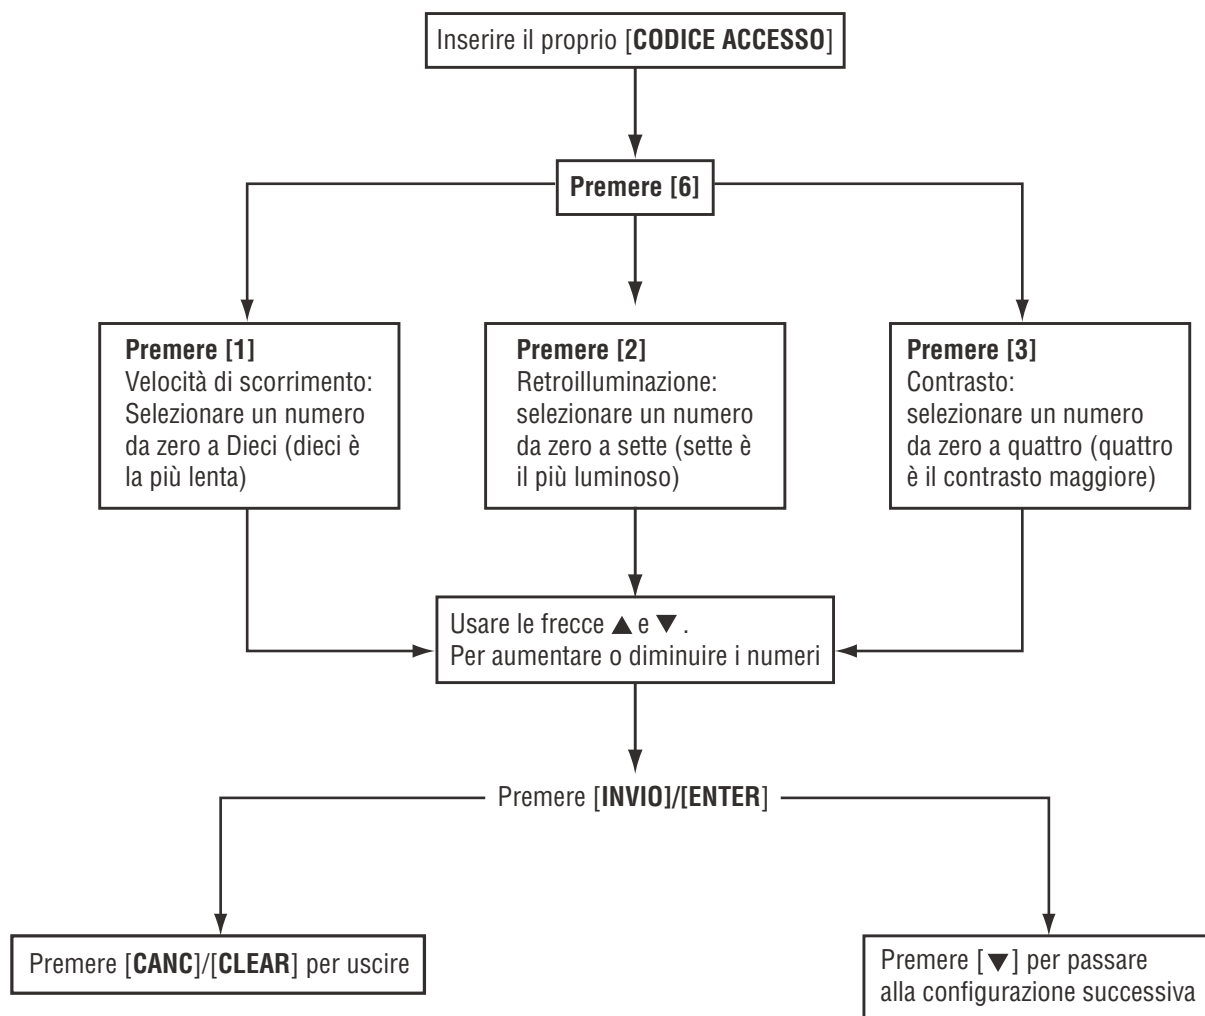 Inserire il proprio [CODICE ACCESSO]
Premere [6]
Premere [1]
Velocità di scorrimento:
Selezionare un numero
da zero a Dieci (dieci è
la più lenta)
Premere [2]
Retroilluminazione:
selezionare un numero
da zero a sette (sette è
il più luminoso)
Premere [3]
Contrasto:
selezionare un numero
da zero a quattro (quattro
è il contrasto maggiore)
Usare le frecce ▲ e ▼ .
Per aumentare o diminuire i numeri
Premere [INVIO]/[ENTER]
Premere [CANC]/[CLEAR] per uscire
Premere [▼] per passare
alla configurazione successiva